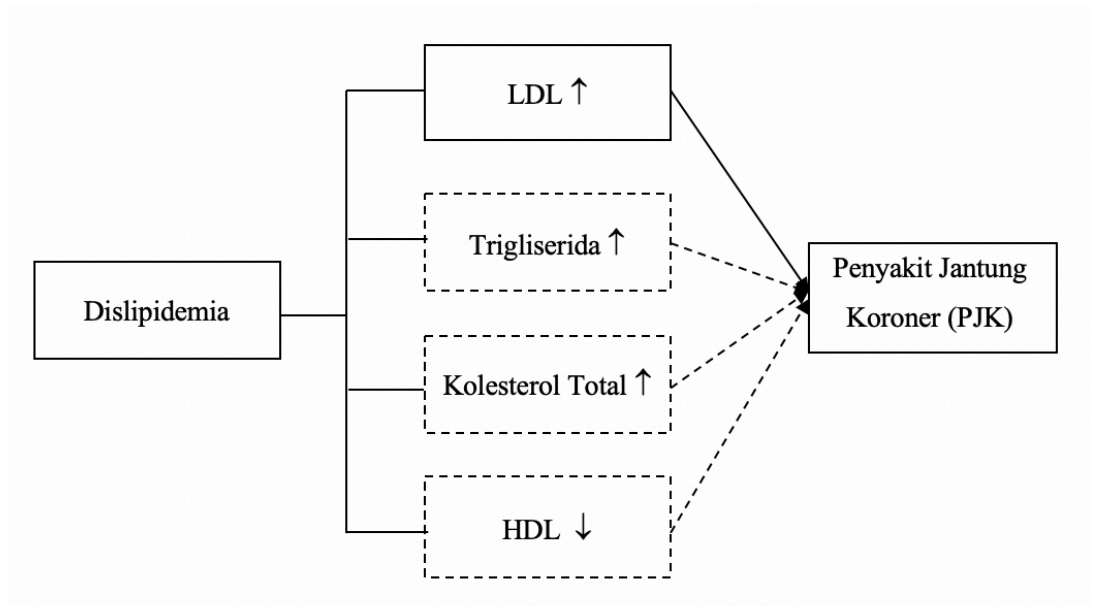 LDL ↑
Trigliserida ↑
Dislipidemia
Penyakit Jantung
Koroner (PJK)
Kolesterol Total ↑
HDL ↓